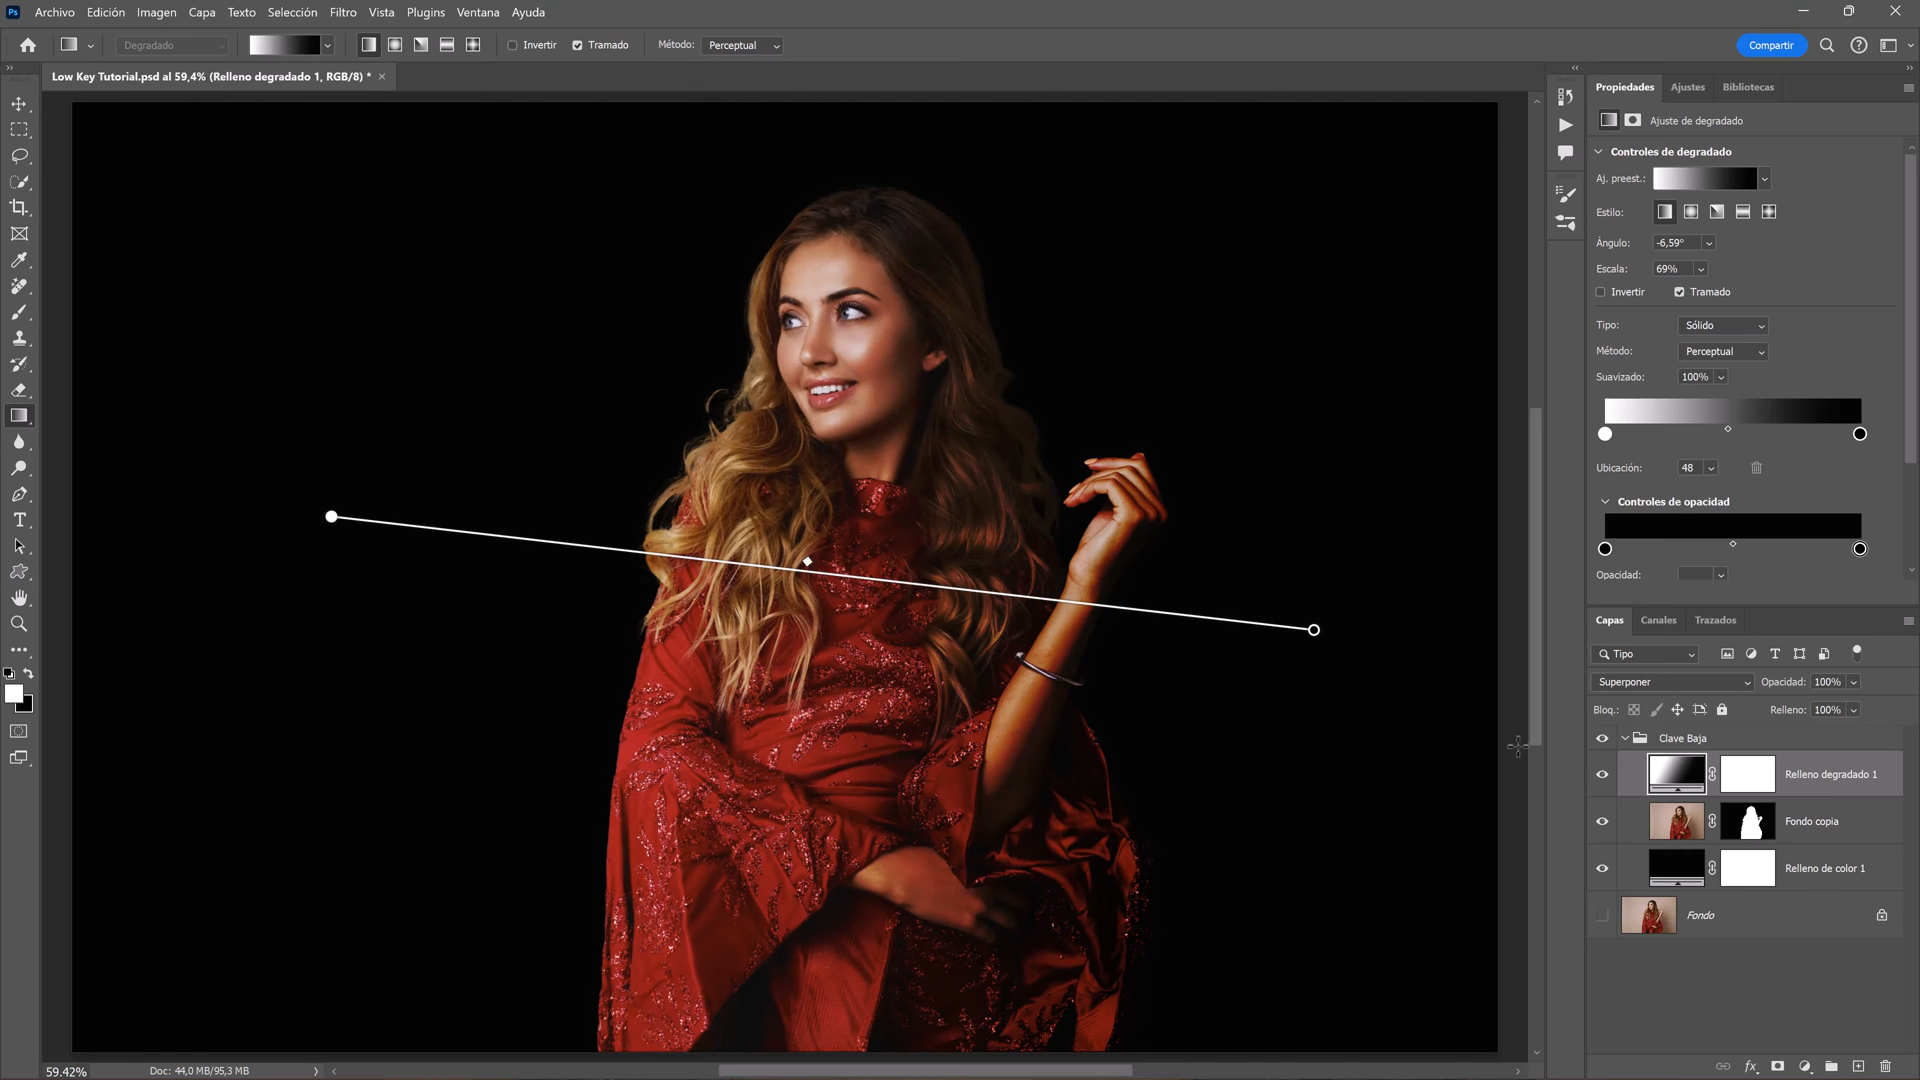 Ps Archivo Edición Imagen Capa Texto Selección Filtro Vista Plugins Ventana Ayuda
Degradado Invertir Tramado Método: Perceptual Compartir
Low Key Tutorial.psd al 59,4% (Relleno degradado 1, RGB/8) *
Propiedades Ajustes Bibliotecas
Ajuste de degradado
Controles de degradado
Aj. preest.:
Estilo:
Ángulo: -6,59°
Escala: 69%
Invertir Tramado
Tipo: Sólido
Método: Perceptual
Suavizado: 100%
Ubicación: 48
Controles de opacidad
Opacidad:
Capas Canales Trazados
Tipo
Superponer Opacidad: 100%
Bloq.: Relleno: 100%
Clave Baja
Relleno degradado 1
Fondo copia
Relleno de color 1
Fondo
59.42% Doc: 44,0 MB/95,3 MB